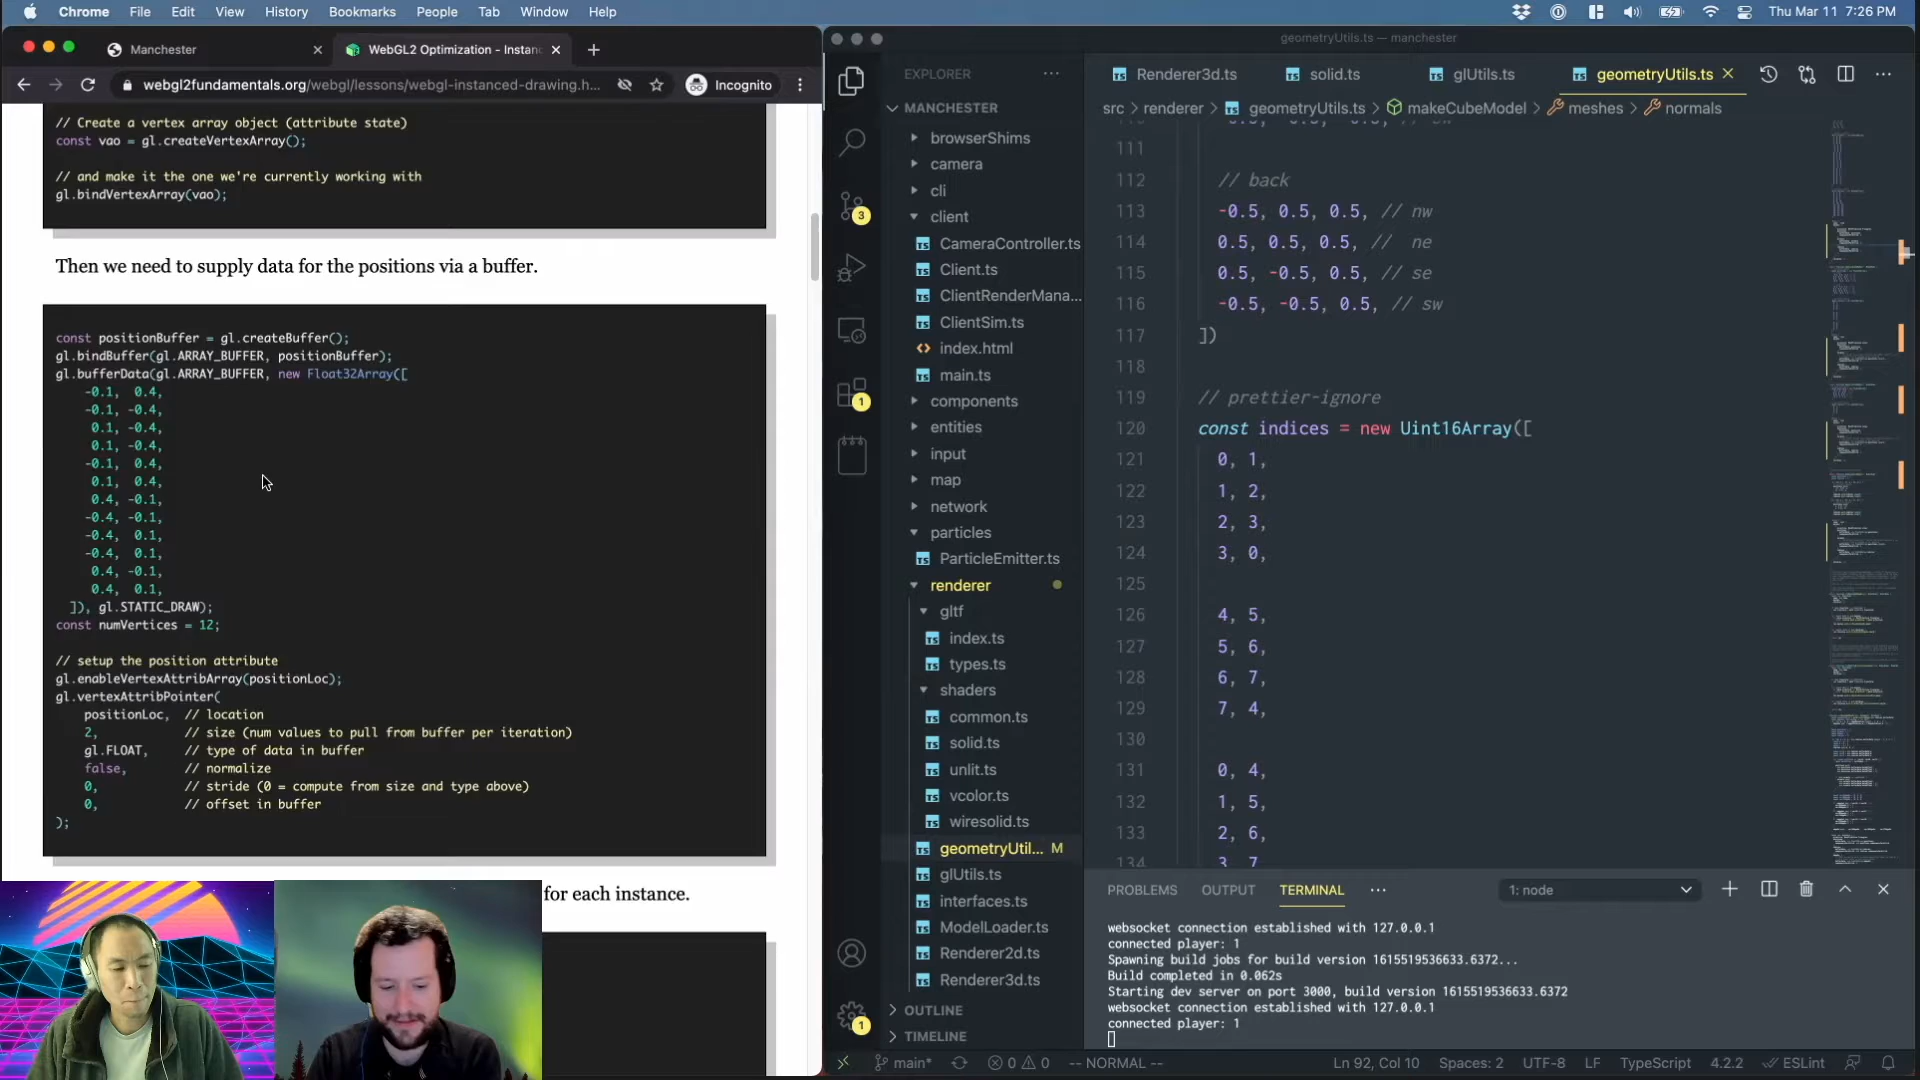 Chrome File Edit View History Bookmarks People Tab Window Help
Thu Mar 11 7:26 PM
Manchester
WebGL2 Optimization - Instanc
webgl2fundamentals.org/webgl/lessons/webgl-instanced-drawing.h...
Incognito
// Create a vertex array object (attribute state)
const vao = gl.createVertexArray();
// and make it the one we're currently working with
gl.bindVertexArray(vao);
Then we need to supply data for the positions via a buffer.
const positionBuffer = gl.createBuffer();
gl.bindBuffer(gl.ARRAY_BUFFER, positionBuffer);
gl.bufferData(gl.ARRAY_BUFFER, new Float32Array([
-0.1, 0.4,
-0.1, -0.4,
0.1, -0.4,
0.1, -0.4,
-0.1, 0.4,
0.1, 0.4,
0.4, -0.1,
-0.4, -0.1,
-0.4, 0.1,
-0.4, 0.1,
0.4, -0.1,
0.4, 0.1,
]), gl.STATIC_DRAW);
const numVertices = 12;
// setup the position attribute
gl.enableVertexAttribArray(positionLoc);
gl.vertexAttribPointer(
positionLoc, // location
2, // size (num values to pull from buffer per iteration)
gl.FLOAT, // type of data in buffer
false, // normalize
0, // stride (0 = compute from size and type above)
0, // offset in buffer
);
for each instance.
geometryUtils.ts — manchester
EXPLORER
MANCHESTER
browserShims
camera
cli
client
CameraController.ts
Client.ts
ClientRenderMana...
ClientSim.ts
index.html
main.ts
components
entities
input
map
network
particles
ParticleEmitter.ts
renderer
gltf
index.ts
types.ts
shaders
common.ts
solid.ts
unlit.ts
vcolor.ts
wiresolid.ts
geometryUtil... M
glUtils.ts
interfaces.ts
ModelLoader.ts
Renderer2d.ts
Renderer3d.ts
OUTLINE
TIMELINE
3
1
1
Renderer3d.ts
solid.ts
glUtils.ts
geometryUtils.ts
src > renderer > geometryUtils.ts > makeCubeModel > meshes > normals
111
112 // back
113 -0.5, 0.5, 0.5, // nw
114 0.5, 0.5, 0.5, // ne
115 0.5, -0.5, 0.5, // se
116 -0.5, -0.5, 0.5, // sw
117 ])
118
119 // prettier-ignore
120 const indices = new Uint16Array([
121 0, 1,
122 1, 2,
123 2, 3,
124 3, 0,
125
126 4, 5,
127 5, 6,
128 6, 7,
129 7, 4,
130
131 0, 4,
132 1, 5,
133 2, 6,
134 3, 7,
PROBLEMS OUTPUT TERMINAL
1: node
websocket connection established with 127.0.0.1
connected player: 1
Spawning build jobs for build version 1615519536633.6372...
Build completed in 0.062s
Starting dev server on port 3000, build version 1615519536633.6372
websocket connection established with 127.0.0.1
connected player: 1
main* 0 0 -- NORMAL -- Ln 92, Col 10 Spaces: 2 UTF-8 LF TypeScript 4.2.2 ESLint